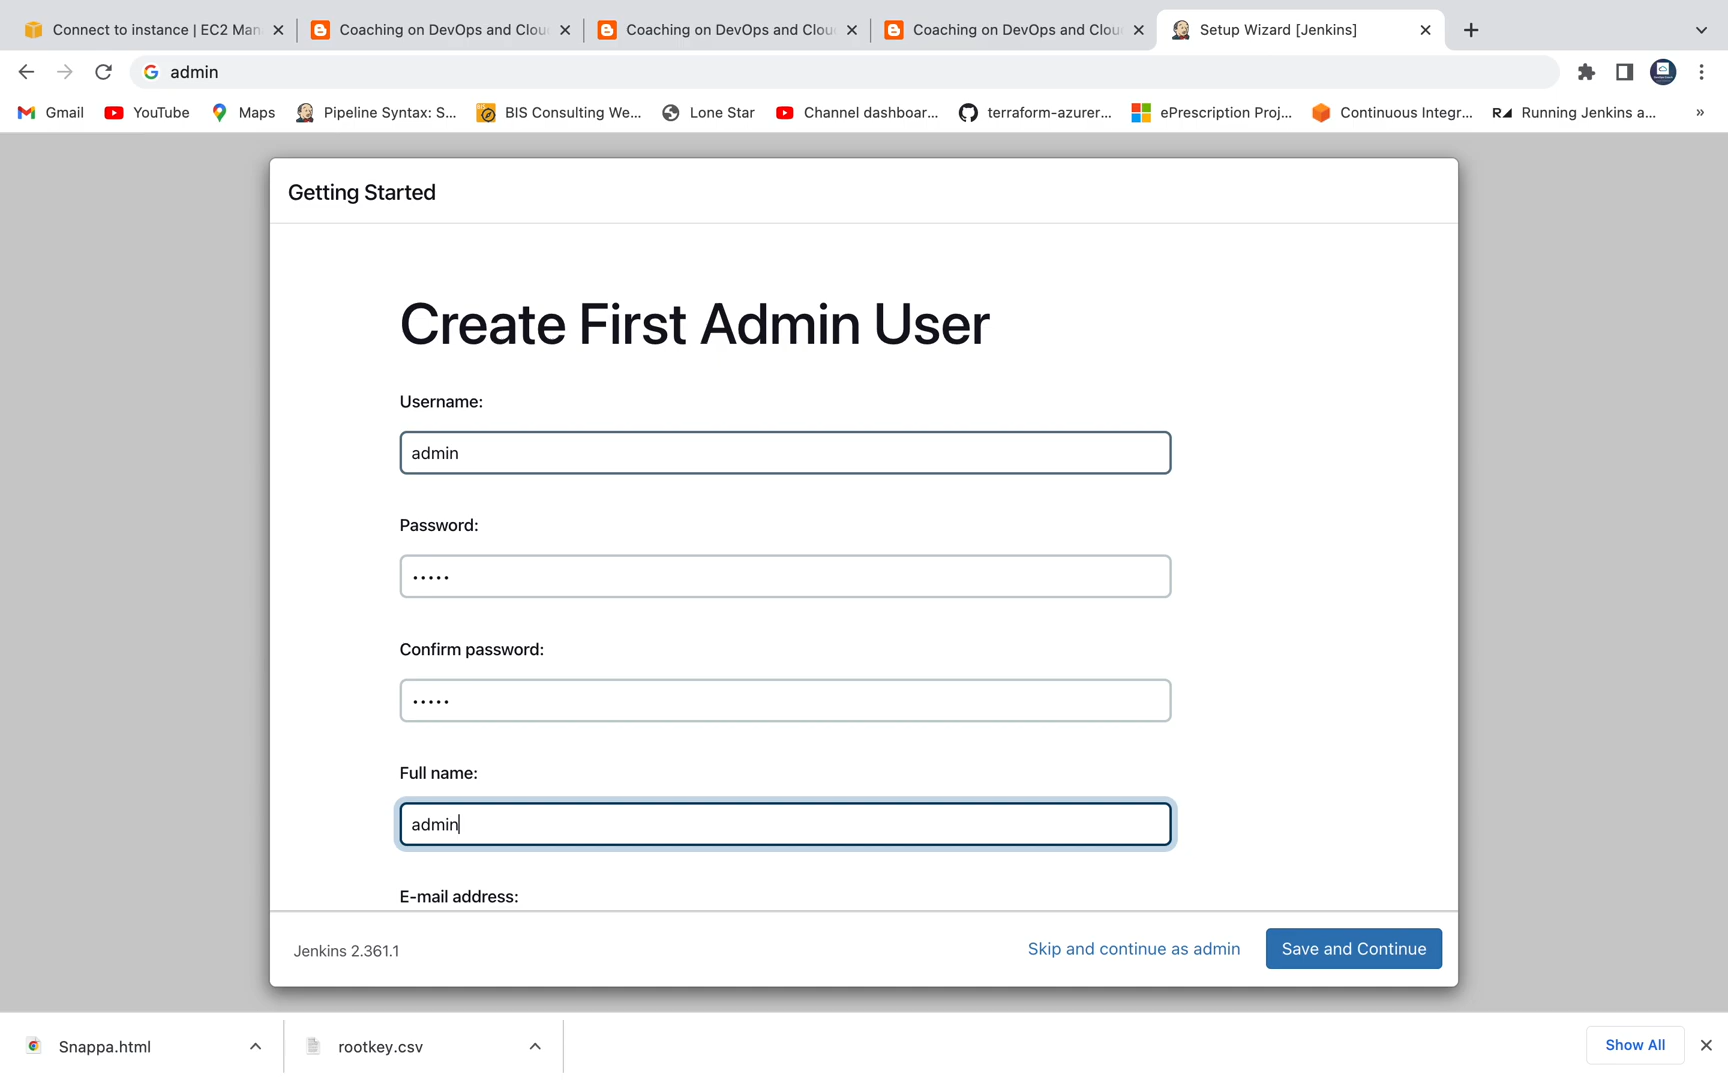 Connect to instance | EC2 Man
Coaching on DevOps and Clou
Coaching on DevOps and Clou
Coaching on DevOps and Clou
Setup Wizard [Jenkins]
admin
Gmail
YouTube
Maps
Pipeline Syntax: S...
BIS Consulting We...
Lone Star
Channel dashboar...
terraform-azurer...
ePrescription Proj...
Continuous Integr...
Running Jenkins a...
»
Getting Started
Create First Admin User
Username:
admin
Password:
•••••
Confirm password:
•••••
Full name:
admin
E-mail address:
Jenkins 2.361.1
Skip and continue as admin
Save and Continue
Snappa.html
rootkey.csv
Show All